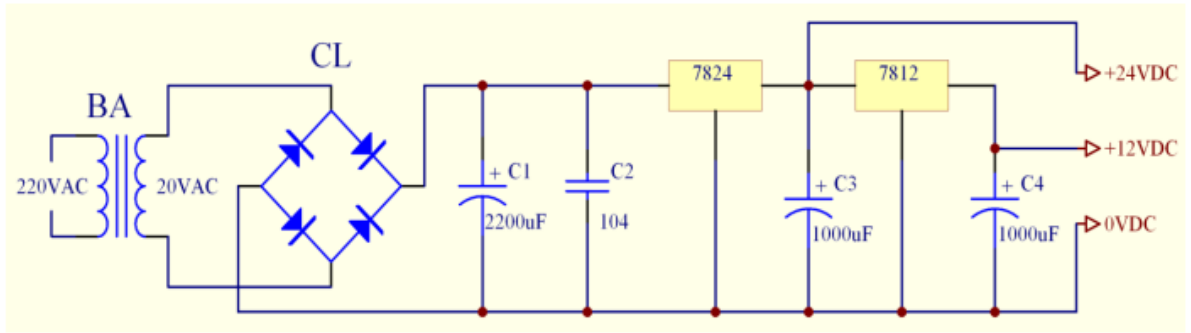 CL
BA
220VAC
20VAC
+ C1
2200uF
C2
104
7824
+ C3
1000uF
7812
+ C4
1000uF
+24VDC
+12VDC
0VDC